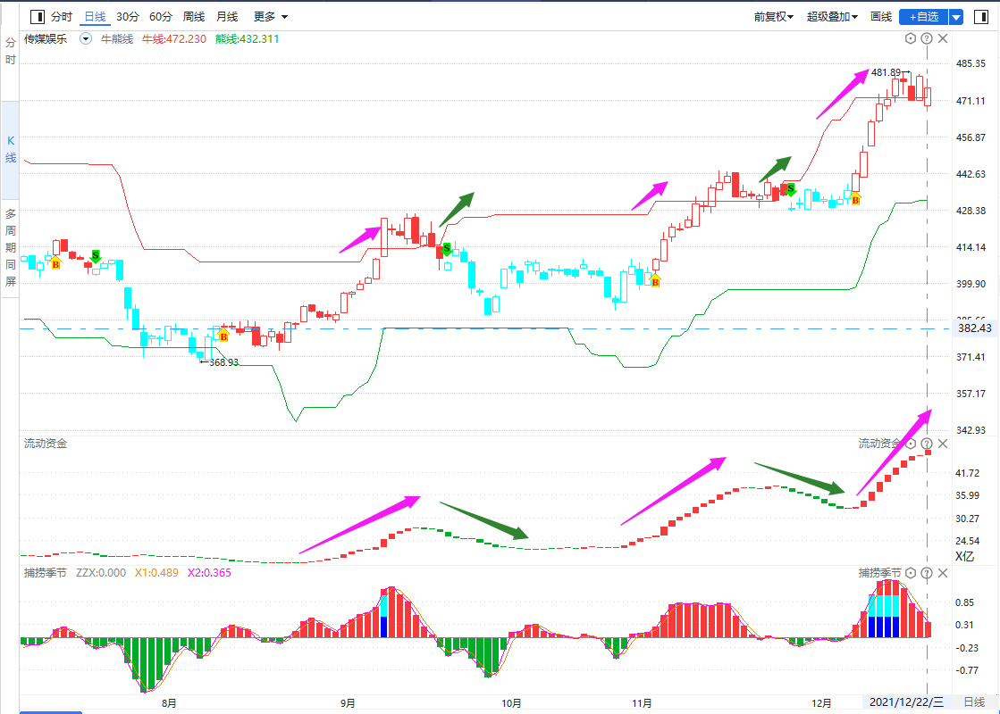 分时 日线 30分 60分 周线 月线 更多 前复权 超级叠加 画线 +自选
传媒娱乐 牛熊线 牛线:472.230 熊线:432.311
分时
K线
多周期同屏
481.89→
←368.93
B
S
B
S
B
S
B
485.35
471.11
456.87
442.63
428.38
414.14
399.90
385.66
382.43
371.41
357.17
342.93
流动资金 流动资金
41.72
35.99
30.27
24.54
X亿
捕捞季节 ZZX:0.000 X1:0.489 X2:0.365 捕捞季节
0.85
0.31
-0.23
-0.77
8月 9月 10月 11月 12月 2021/12/22/三 日线